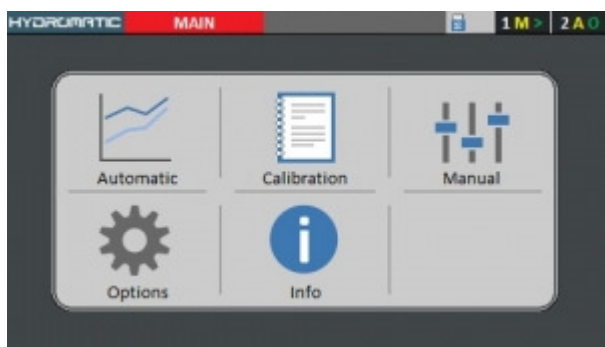 HYDROMATIC MAIN 1 M > 2 A O
Automatic Calibration Manual
Options Info